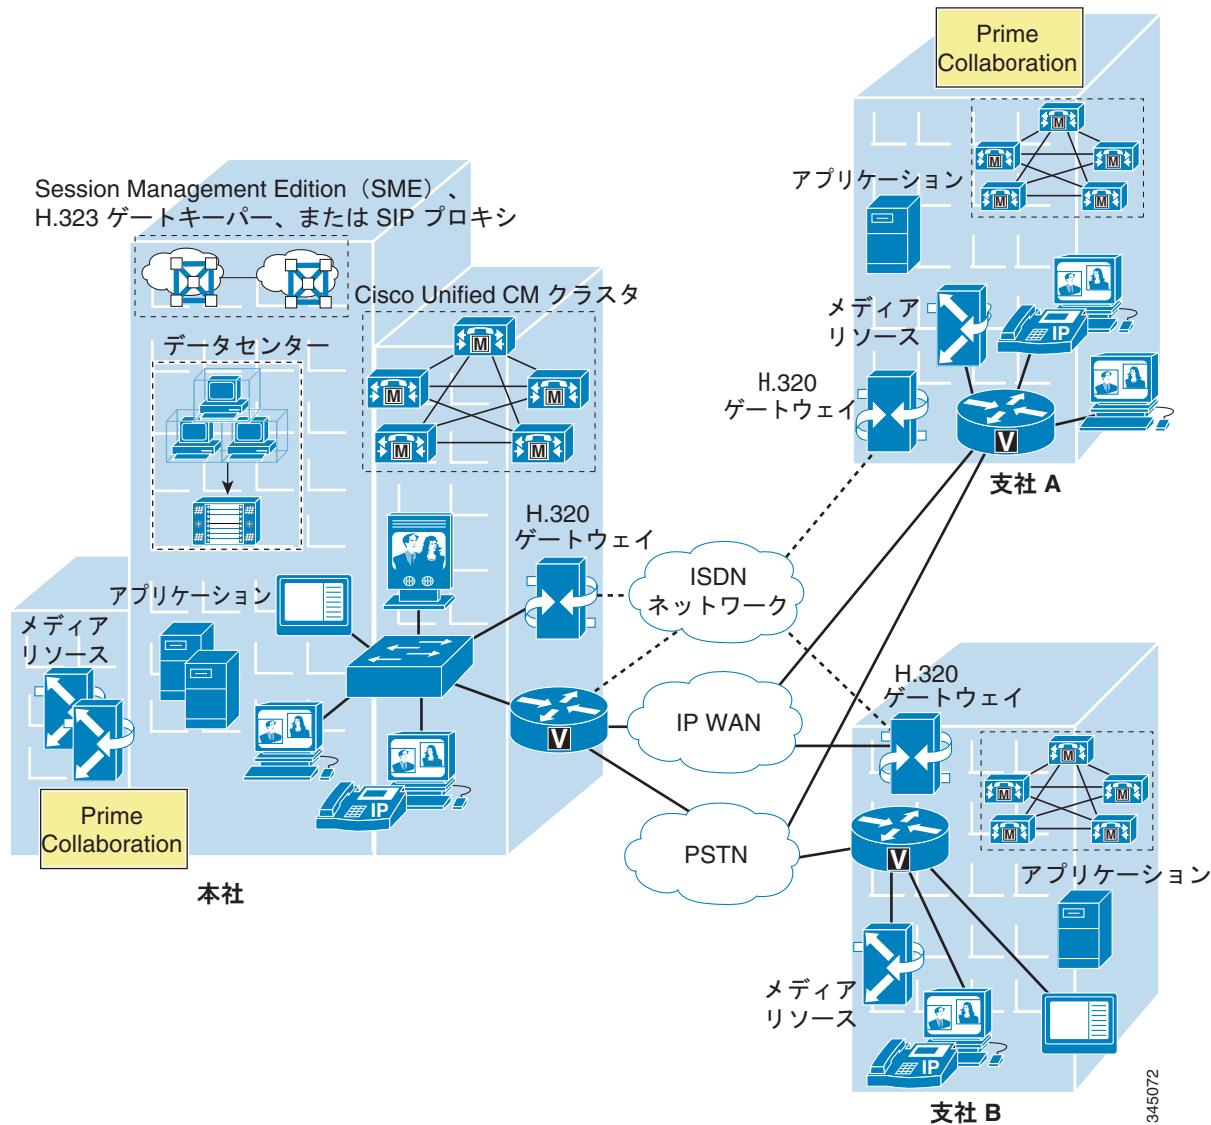 Prime
Collaboration
アプリケーション
メディア
リソース
H.320
ゲートウェイ
IP
V
支社 A
Session Management Edition（SME）、
H.323 ゲートキーパー、または SIP プロキシ
Cisco Unified CM クラスタ
M
M
M
M
M
M
M
M
M
M
データセンター
H.320
ゲートウェイ
アプリケーション
メディア
リソース
IP
V
Prime
Collaboration
本社
ISDN
ネットワーク
IP WAN
PSTN
H.320
ゲートウェイ
M
M
M
M
M
V
アプリケーション
メディア
リソース
IP
支社 B
345072